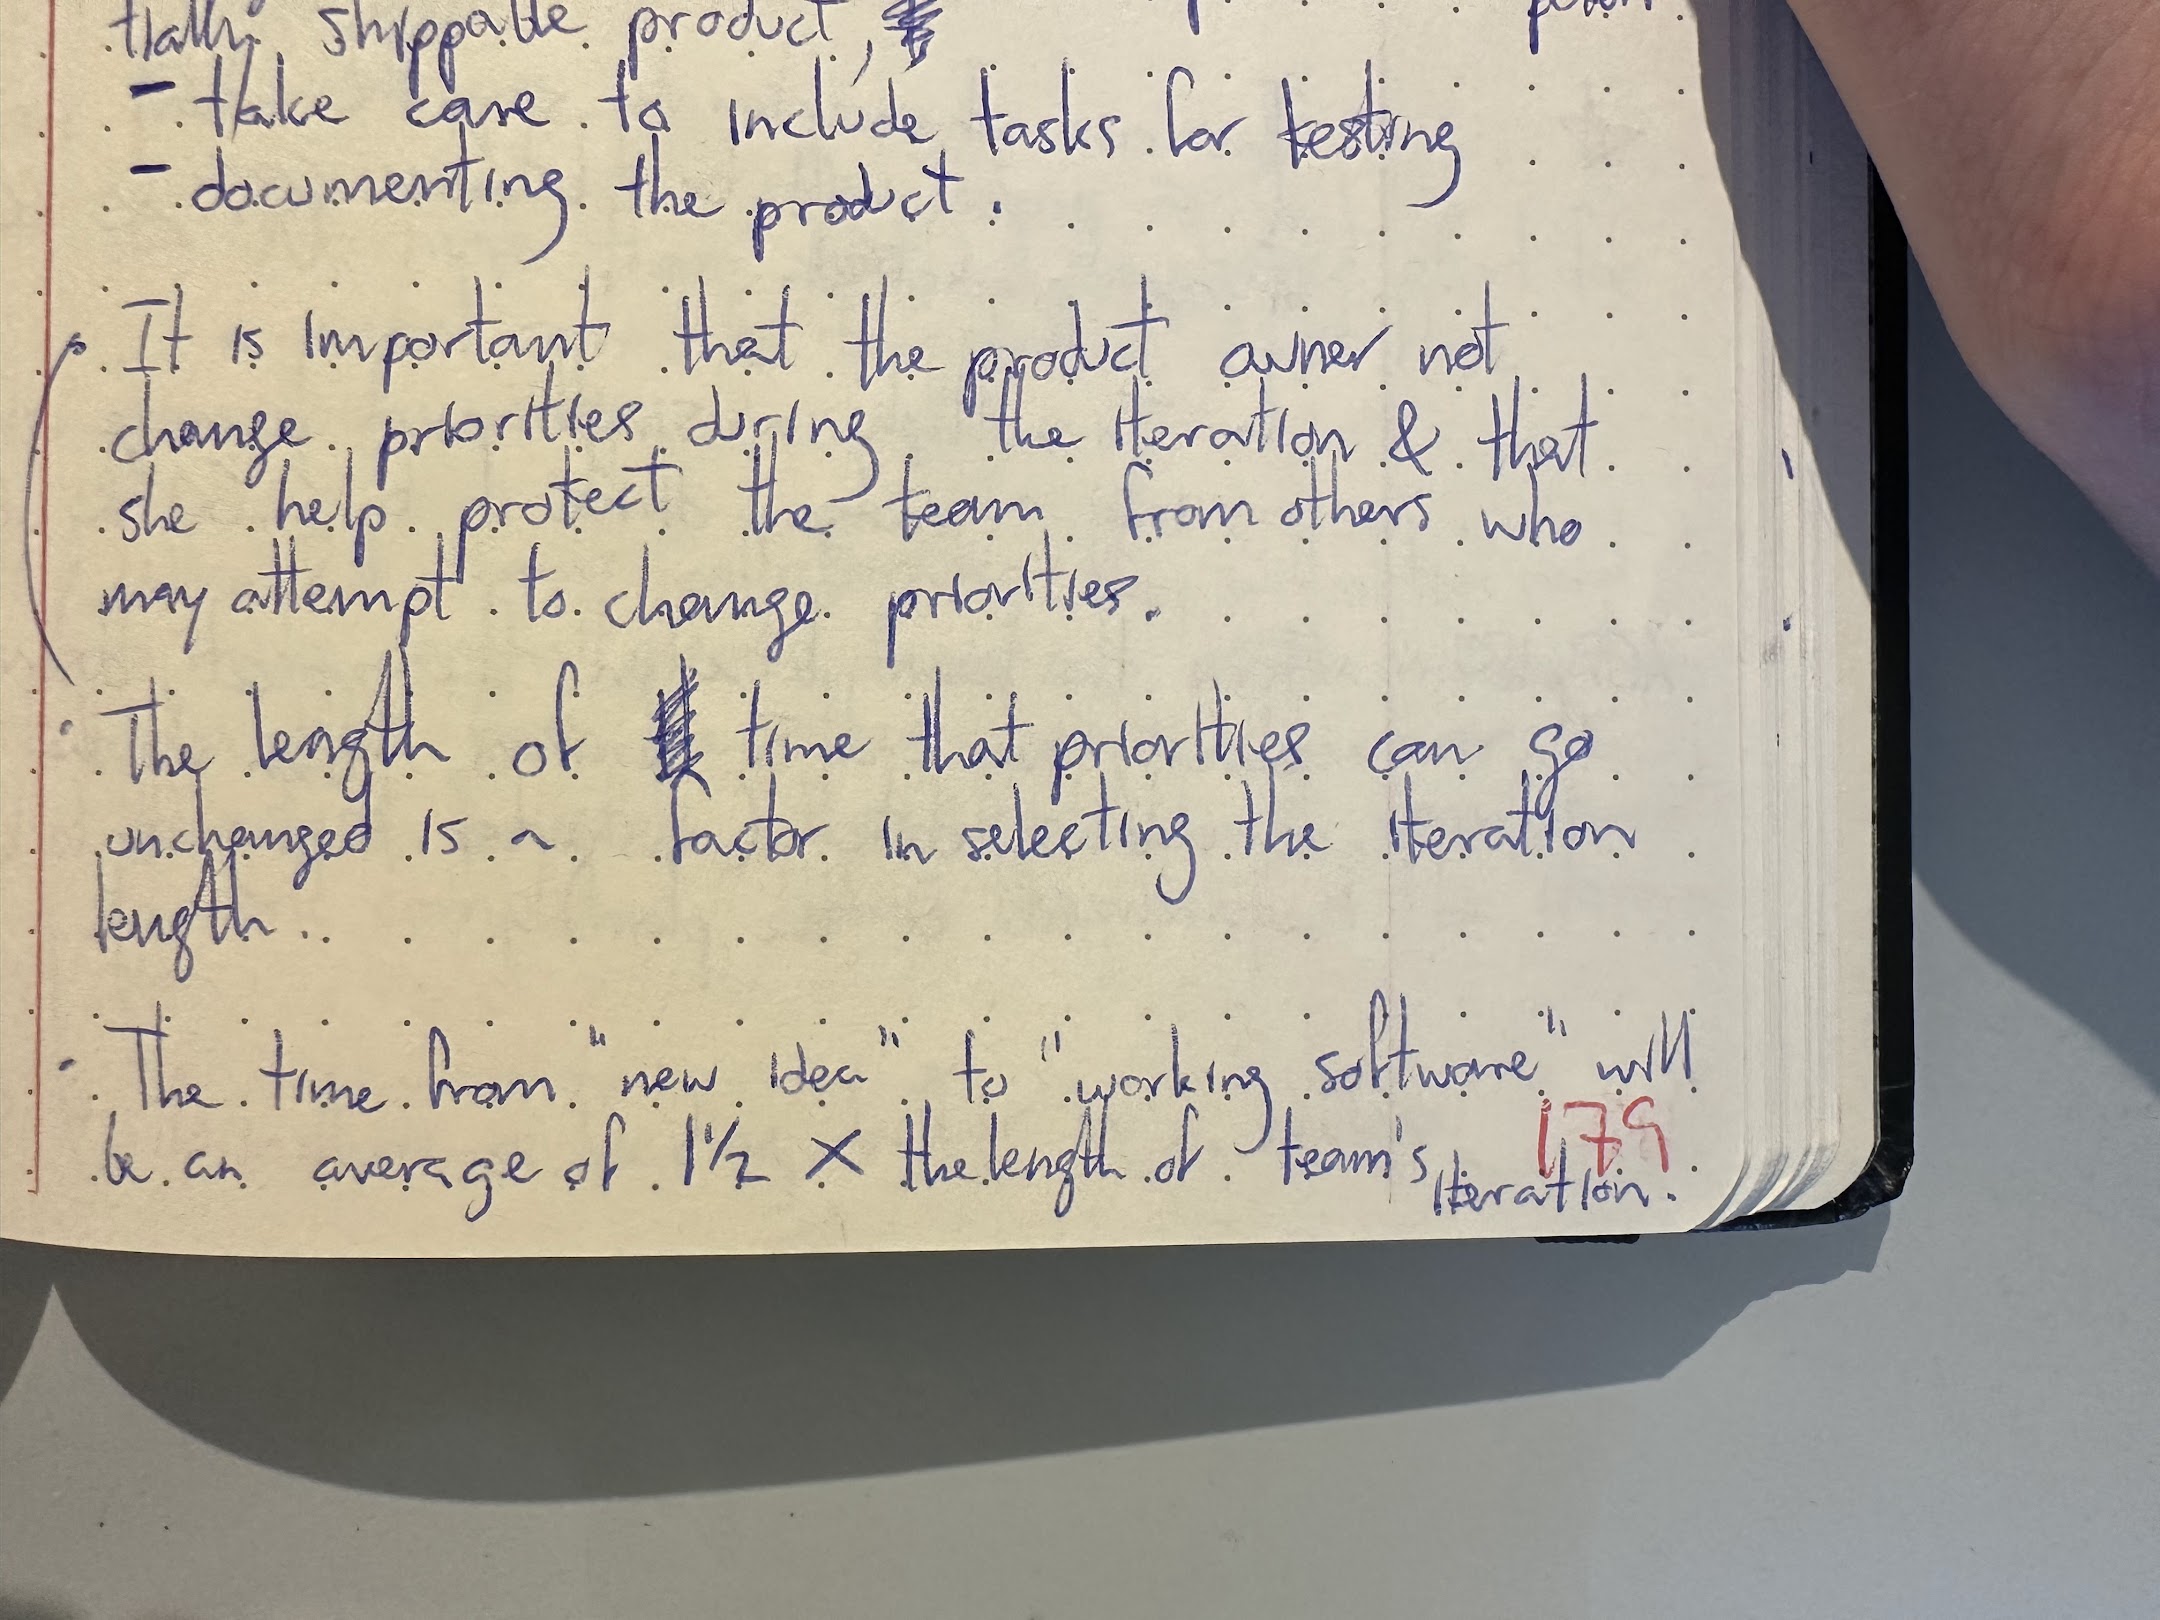 tially shippable product,
- take care to include tasks for testing
- documenting the product.
It is important that the product owner not
change priorities during the iteration & that
she help protect the team from others who
may attempt to change priorities.
· The length of time that priorities can go
unchanged is a factor in selecting the iteration
length.
· The time from "new idea" to "working software" will
be an average of 1 1/2 × the length of team's
iteration.
179